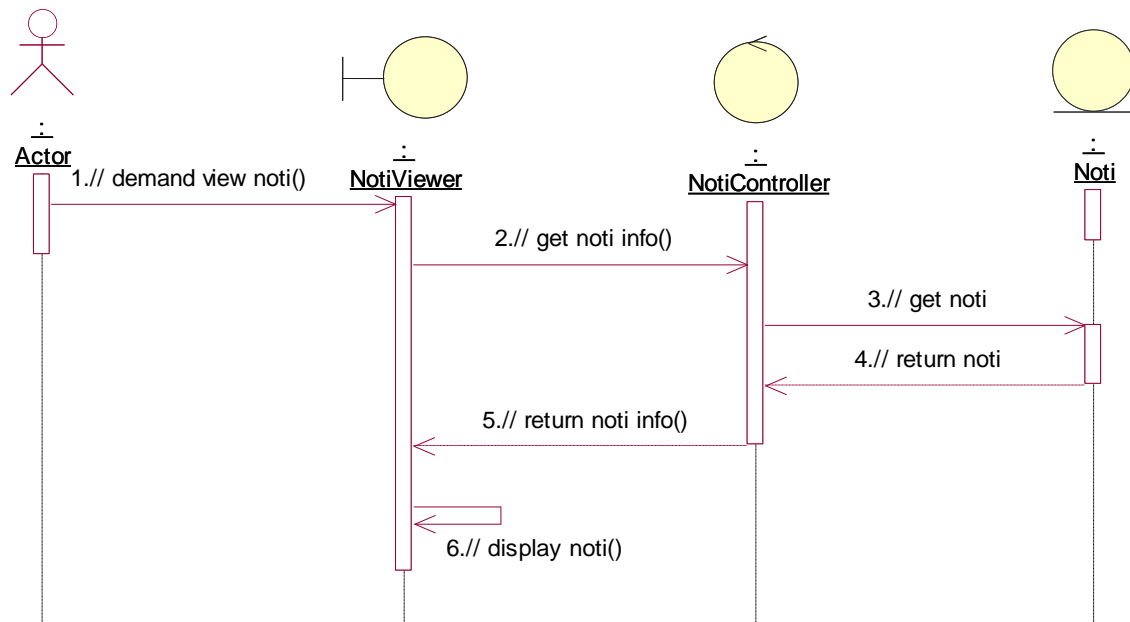 :
Actor
:
NotiViewer
:
NotiController
:
Noti
1.// demand view noti()
2.// get noti info()
3.// get noti
4.// return noti
5.// return noti info()
6.// display noti()